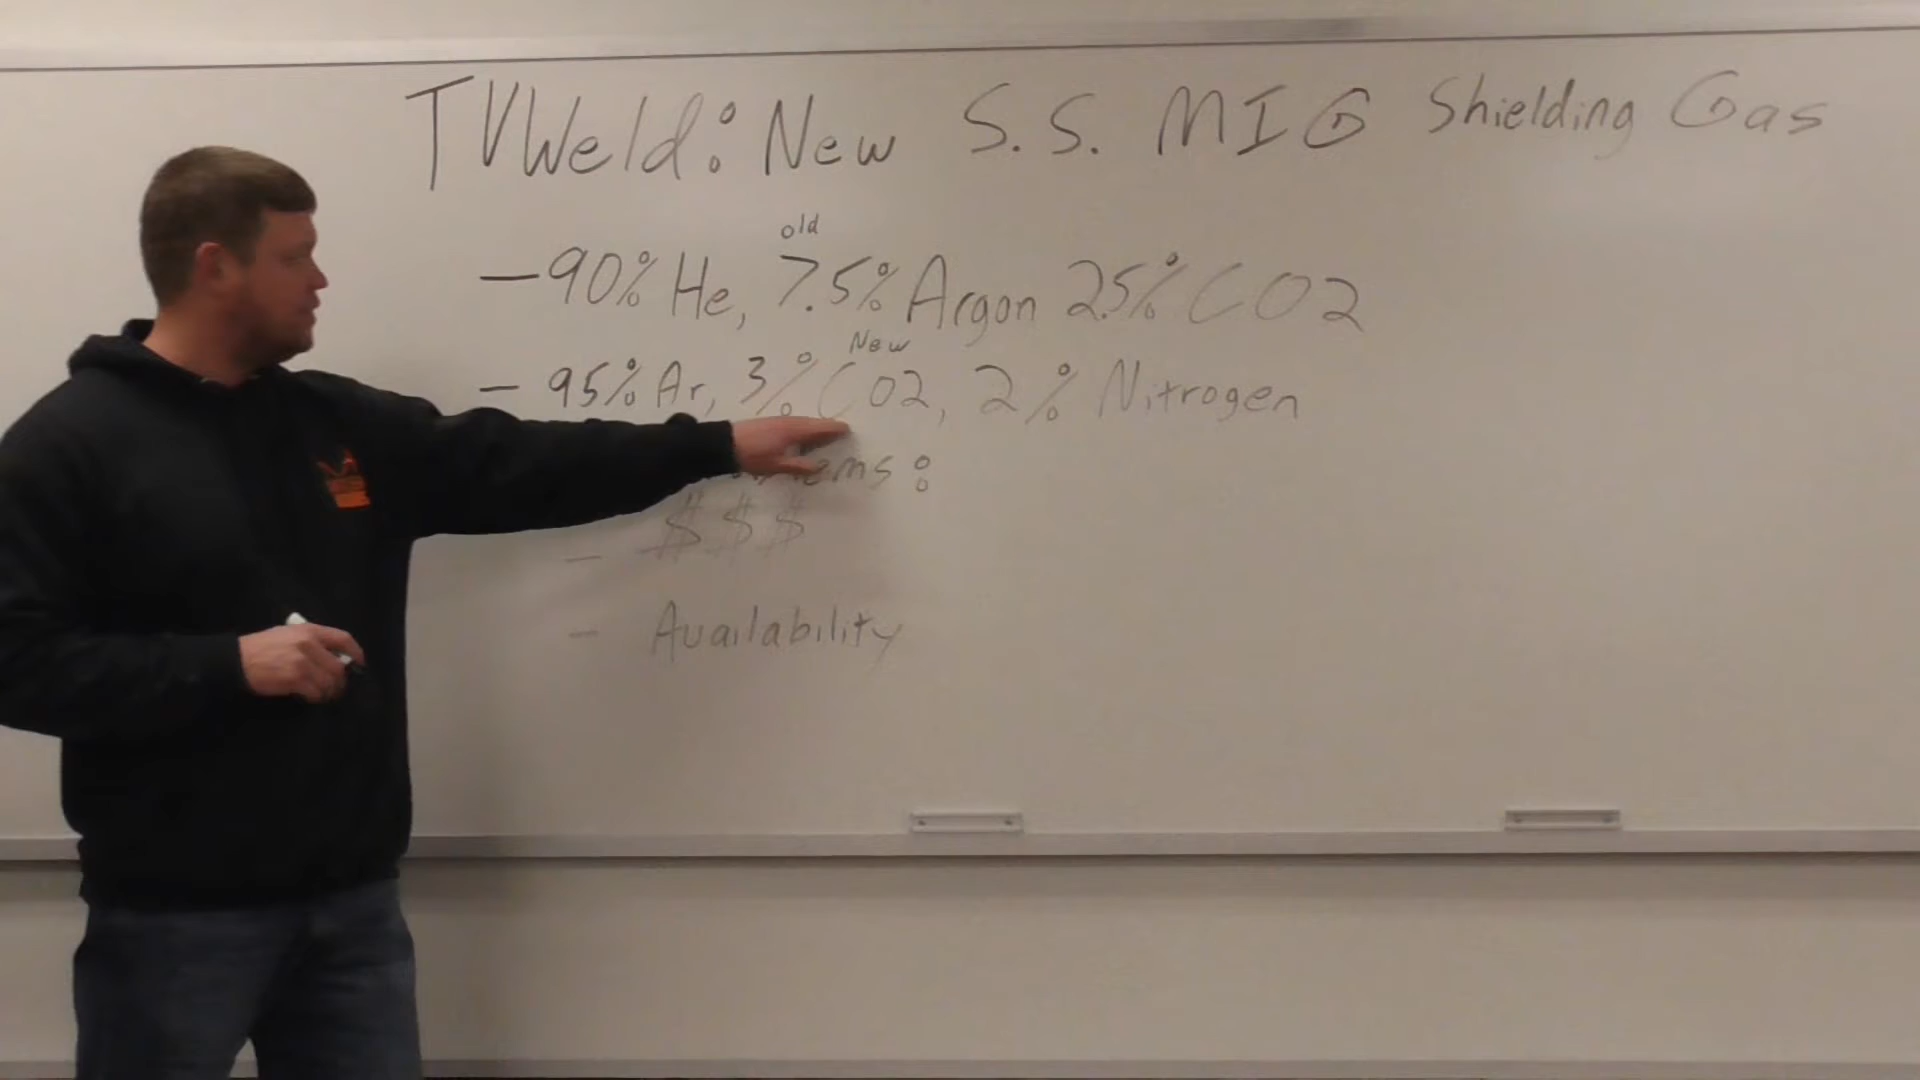 TVWeld: New S.S. MIG Shielding Gas
old
- 90% He, 7.5% Argon 2.5% CO2
New
- 95% Ar, 3% CO2, 2% Nitrogen
- $$$
- Availability